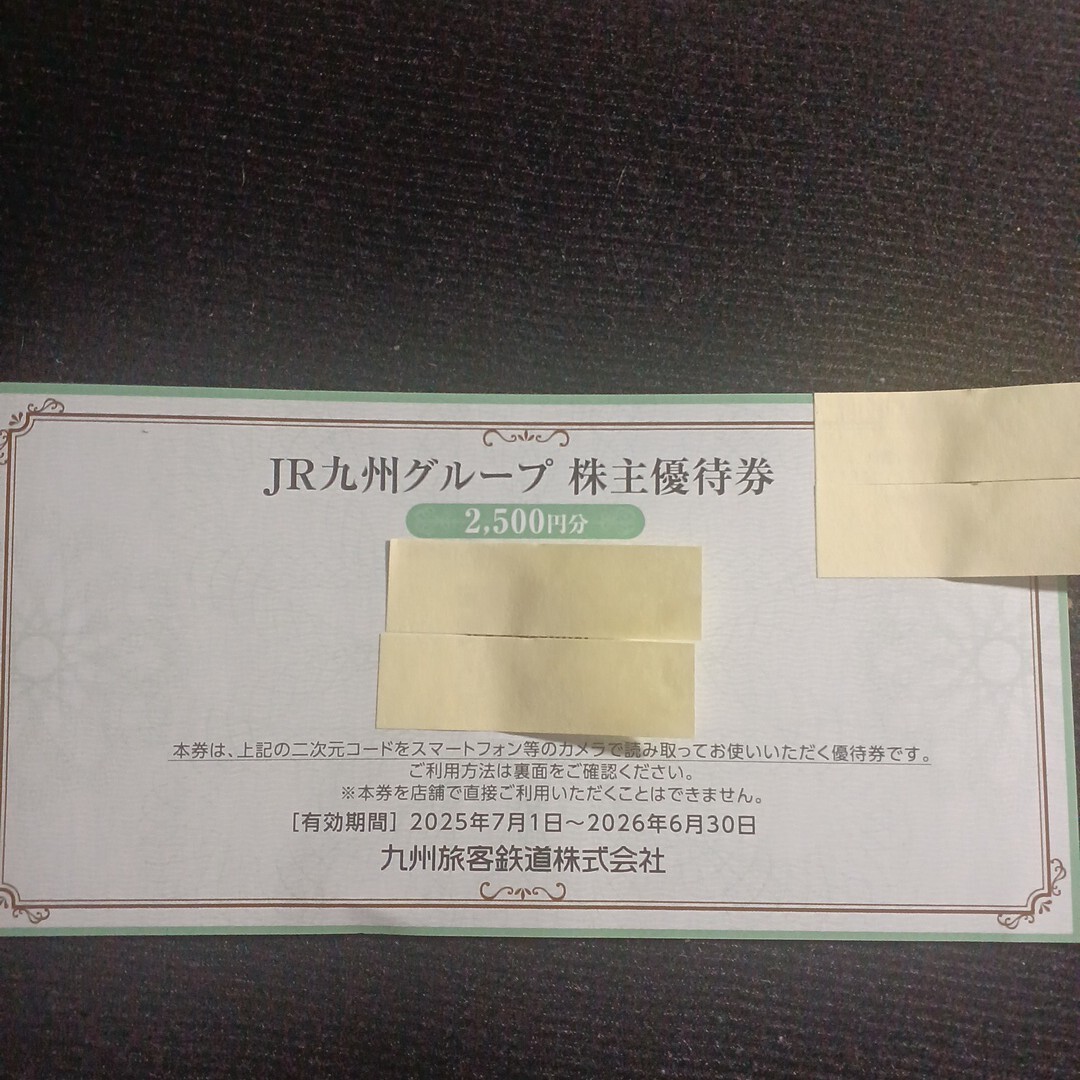 JR九州グループ 株主優待券
2,500円分
本券は、上記の二次元コードをスマートフォン等のカメラで読み取ってお使いいただく優待券です。
ご利用方法は裏面をご確認ください。
※本券を店舗で直接ご利用いただくことはできません。
[有効期間] 2025年7月1日～2026年6月30日
九州旅客鉄道株式会社